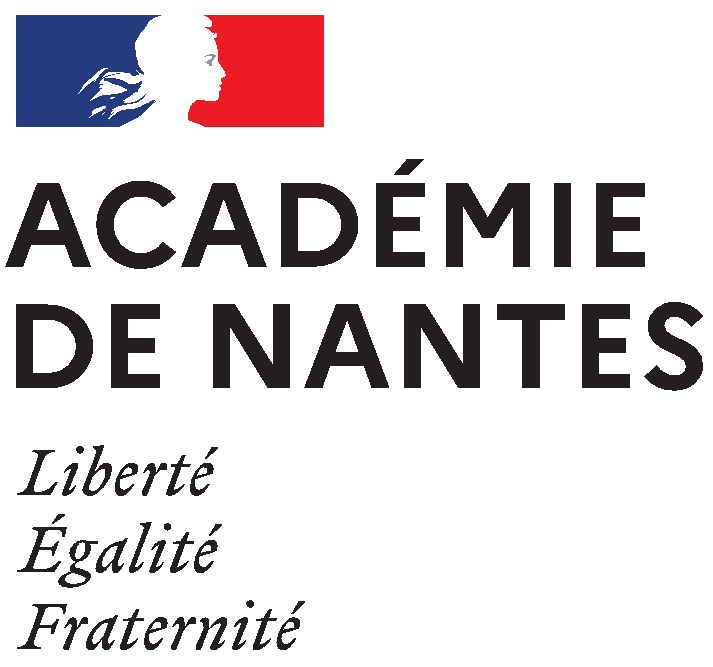 ACADÉMIE
DE NANTES
Liberté
Égalité
Fraternité